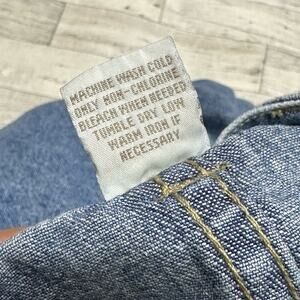 MACHINE WASH COLD
ONLY NON-CHLORINE
BLEACH WHEN NEEDED
TUMBLE DRY LOW
WARM IRON IF
NECESSARY